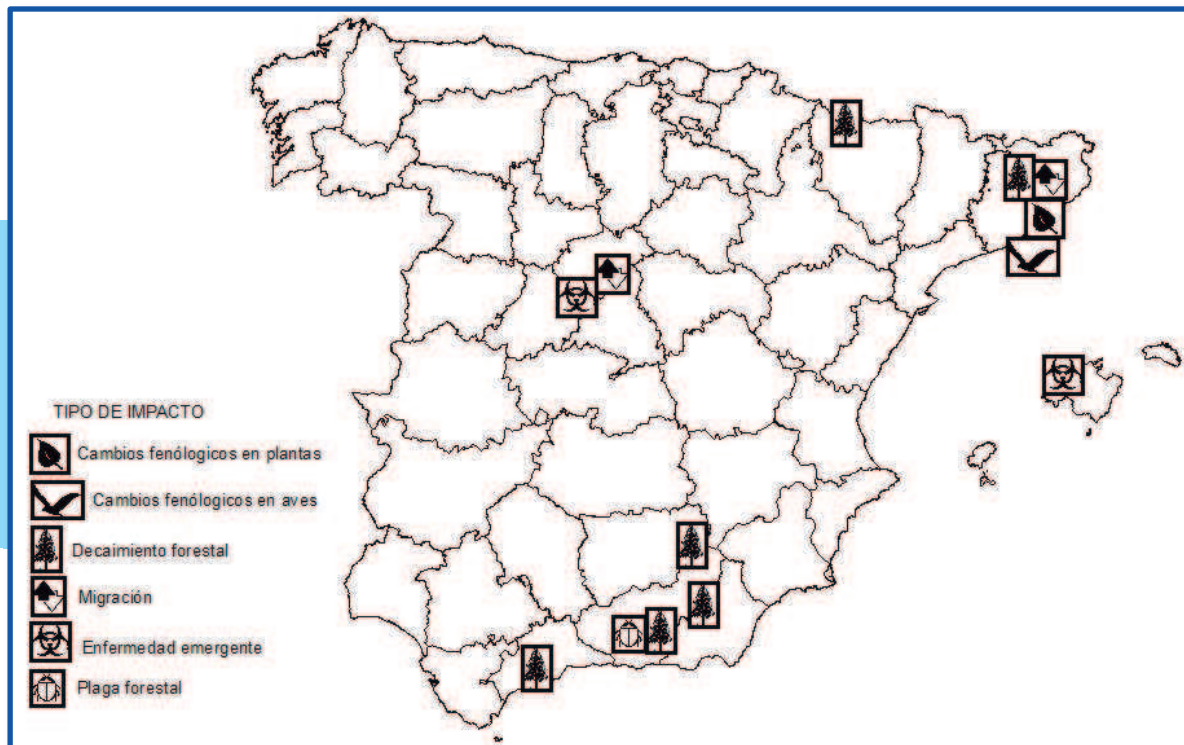 TIPO DE IMPACTO
Cambios fenólogicos en plantas
Cambios fenólogicos en aves
Decaimiento forestal
Migración
Enfermedad emergente
Plaga forestal